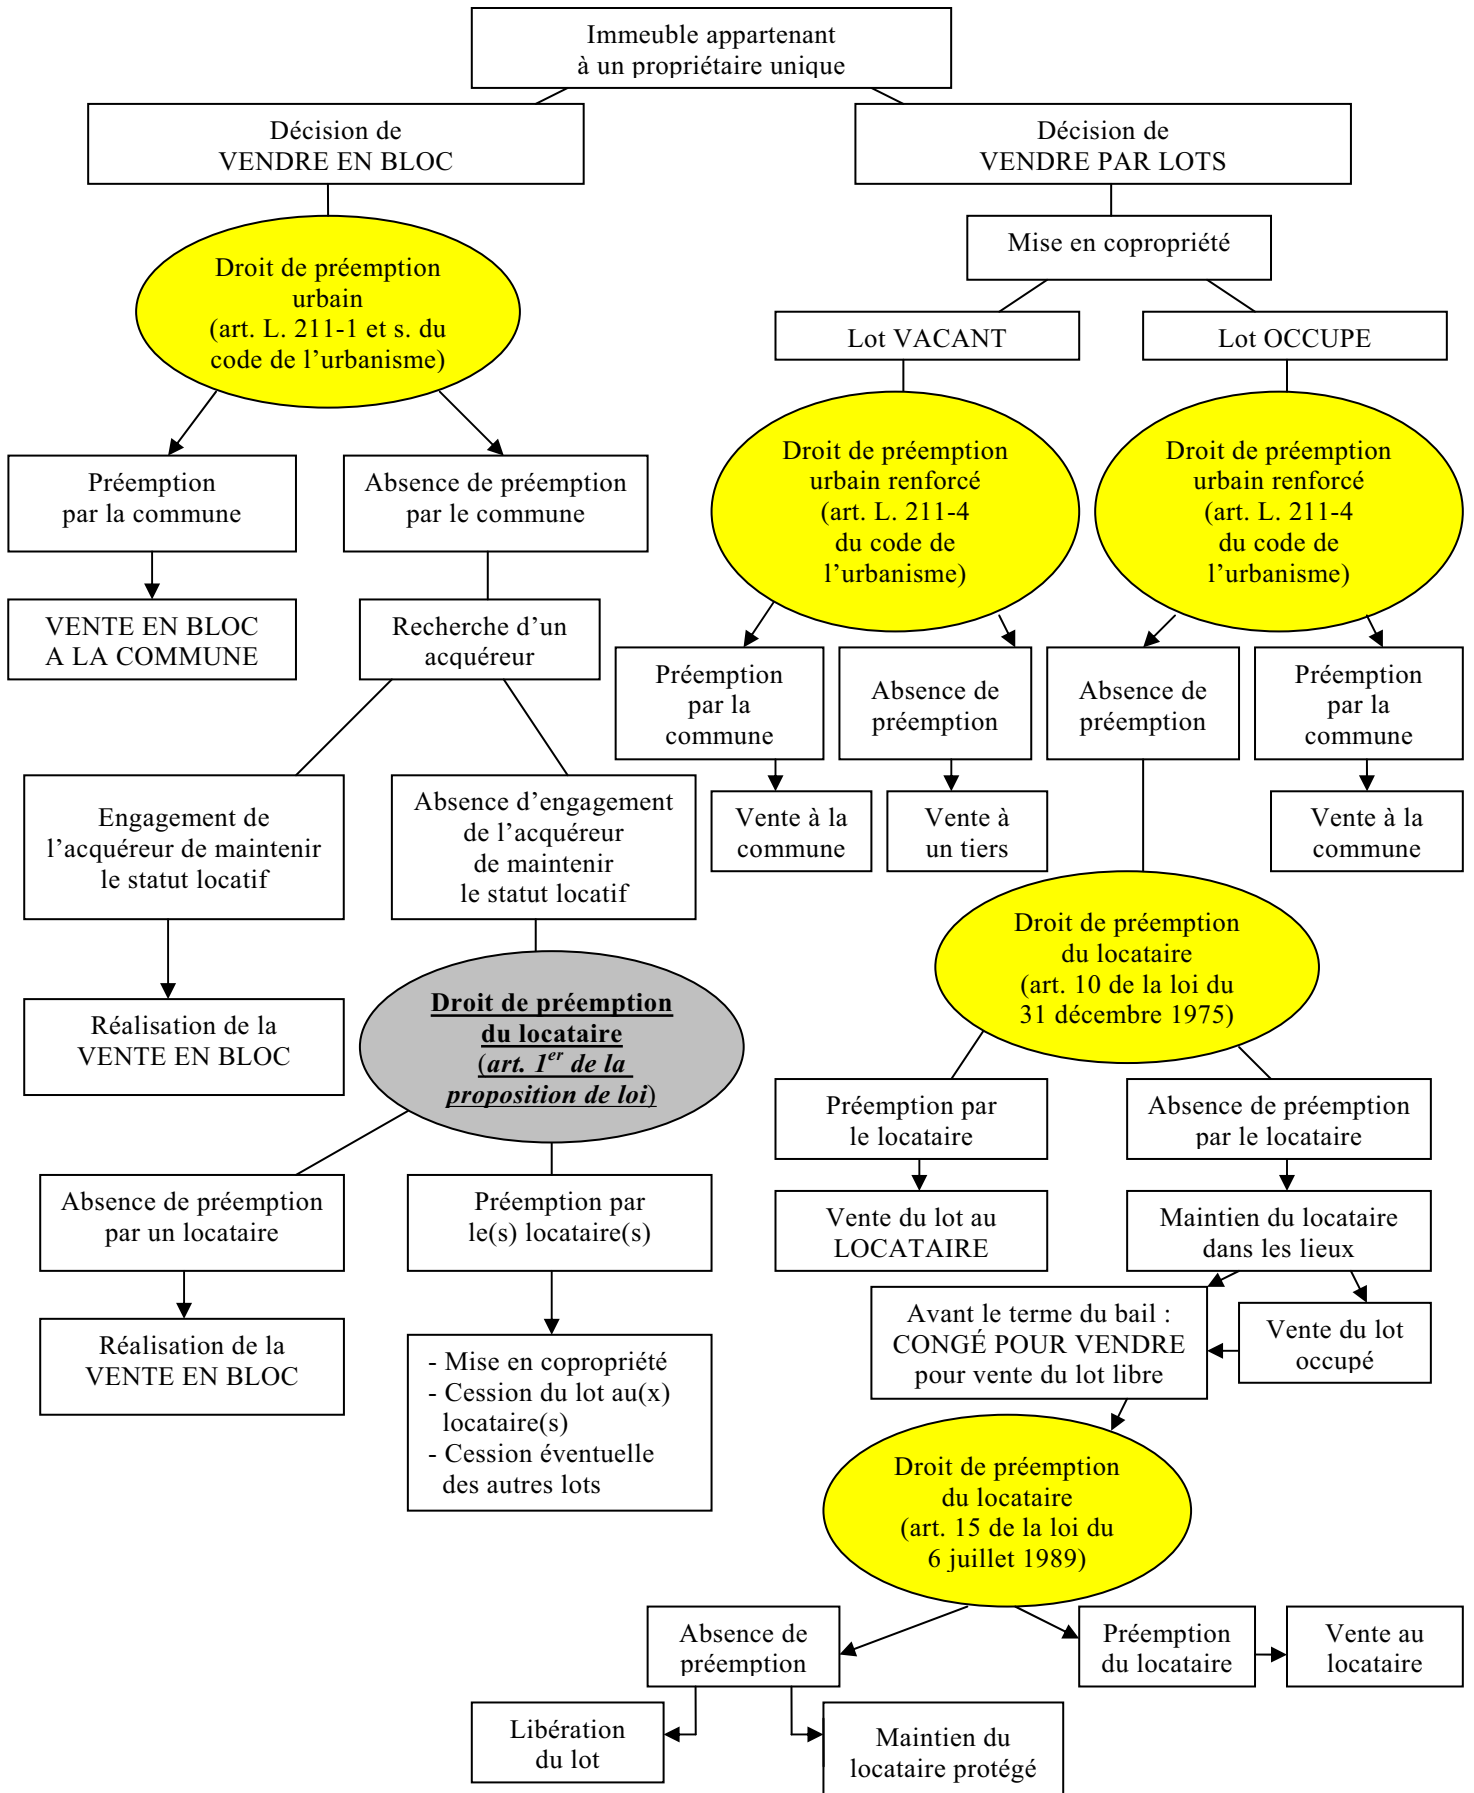 Immeuble appartenant
à un propriétaire unique
Décision de
VENDRE EN BLOC
Décision de
VENDRE PAR LOTS
Droit de préemption
urbain
(art. L. 211-1 et s. du
code de l’urbanisme)
Mise en copropriété
Lot VACANT
Lot OCCUPE
Préemption
par la commune
Absence de préemption
par le commune
Droit de préemption
urbain renforcé
(art. L. 211-4
du code de
l’urbanisme)
Droit de préemption
urbain renforcé
(art. L. 211-4
du code de
l’urbanisme)
VENTE EN BLOC
A LA COMMUNE
Recherche d’un
acquéreur
Préemption
par la
commune
Absence de
préemption
Absence de
préemption
Préemption
par la
commune
Engagement de
l’acquéreur de maintenir
le statut locatif
Absence d'engagement
de l’acquéreur
de maintenir
le statut locatif
Vente à la
commune
Vente à
un tiers
Vente à la
commune
Droit de préemption
du locataire
(art. 10 de la loi du
31 décembre 1975)
Réalisation de la
VENTE EN BLOC
Droit de préemption
du locataire
(art. 1er de la
proposition de loi)
Préemption par
le locataire
Absence de préemption
par le locataire
Absence de préemption
par un locataire
Préemption par
le(s) locataire(s)
Vente du lot au
LOCATAIRE
Maintien du locataire
dans les lieux
Réalisation de la
VENTE EN BLOC
- Mise en copropriété
- Cession du lot au(x)
locataire(s)
- Cession éventuelle
des autres lots
Avant le terme du bail :
CONGÉ POUR VENDRE
pour vente du lot libre
Vente du lot
occupé
Droit de préemption
du locataire
(art. 15 de la loi du
6 juillet 1989)
Absence de
préemption
Préemption
du locataire
Vente au
locataire
Libération
du lot
Maintien du
locataire protégé